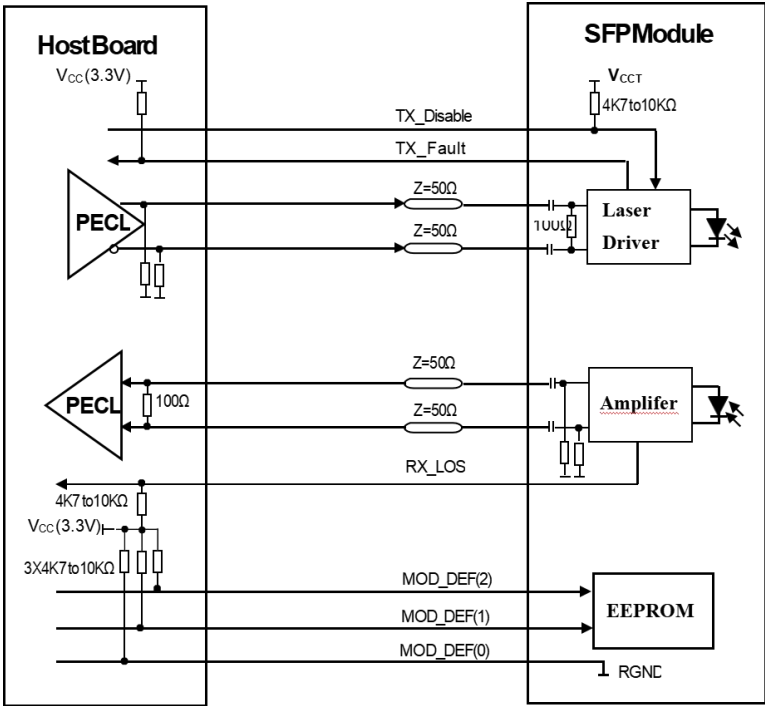 HostBoard
SFPModule
VCC(3.3V)
VCCT
4K7to10KΩ
TX_Disable
TX_Fault
Z=50Ω
PECL
100Ω
Laser
Driver
Z=50Ω
Z=50Ω
PECL
100Ω
Z=50Ω
Amplifer
RX_LOS
4K7to10KΩ
VCC(3.3V)
3X4K7to10KΩ
MOD_DEF(2)
EEPROM
MOD_DEF(1)
MOD_DEF(0)
RGND